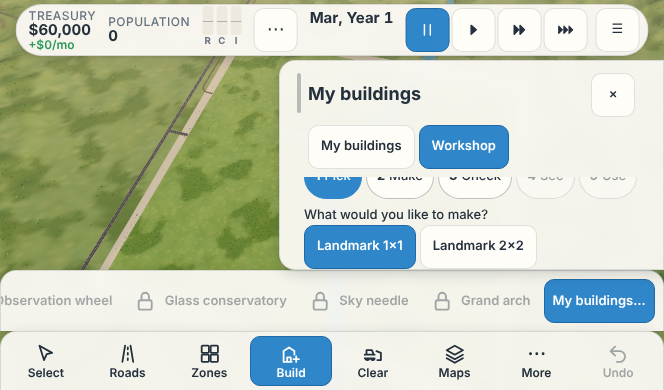 TREASURY
$60,000
+$0/mo
POPULATION
0
R C I
Mar, Year 1
My buildings
×
My buildings
Workshop
2 Make
What would you like to make?
Landmark 1×1
Landmark 2×2
Observation wheel
Glass conservatory
Sky needle
Grand arch
My buildings...
Select
Roads
Zones
Build
Clear
Maps
More
Undo